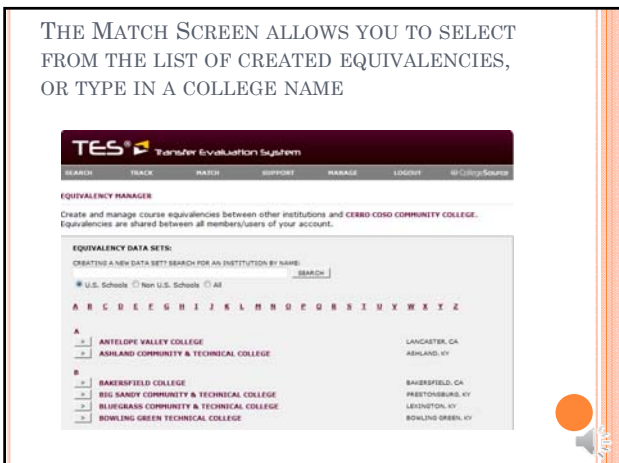 THE MATCH SCREEN ALLOWS YOU TO SELECT
FROM THE LIST OF CREATED EQUIVALENCIES,
OR TYPE IN A COLLEGE NAME
TES® Transfer Evaluation System
SEARCH TRACK MATCH SUPPORT MANAGE LOGOUT CollegeSource
EQUIVALENCY MANAGER
Create and manage course equivalencies between other institutions and CERRO COSO COMMUNITY COLLEGE.
Equivalencies are shared between all members/users of your account.
EQUIVALENCY DATA SETS:
CREATING A NEW DATA SET? SEARCH FOR AN INSTITUTION BY NAME:
SEARCH
U.S. Schools Non U.S. Schools All
A B C D E F G H I J K L M N O P Q R S T U V W X Y Z
A
> ANTELOPE VALLEY COLLEGE LANCASTER, CA
> ASHLAND COMMUNITY & TECHNICAL COLLEGE ASHLAND, KY
B
> BAKERSFIELD COLLEGE BAKERSFIELD, CA
> BIG SANDY COMMUNITY & TECHNICAL COLLEGE PRESTONSBURG, KY
> BLUEGRASS COMMUNITY & TECHNICAL COLLEGE LEXINGTON, KY
> BOWLING GREEN TECHNICAL COLLEGE BOWLING GREEN, KY